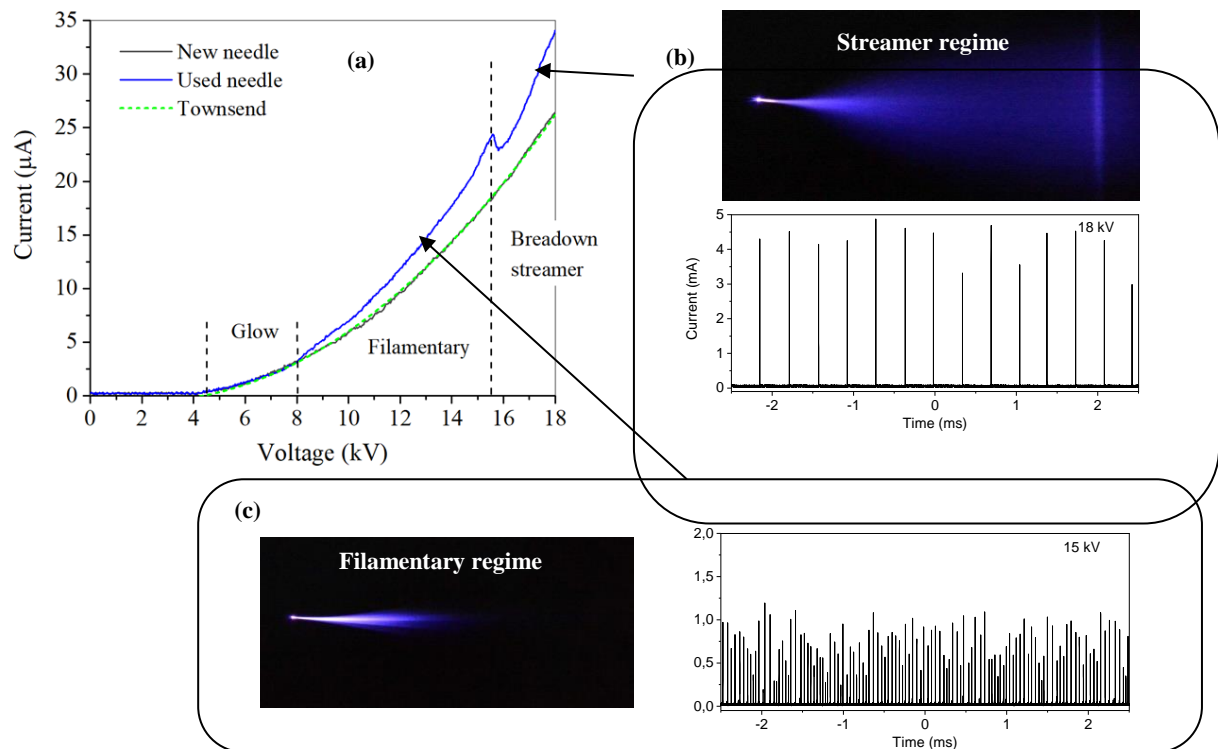 35
30
25
20
15
10
5
0
Current (µA)
New needle
Used needle
Townsend
(a)
Glow
Filamentary
Breadown
streamer
0 2 4 6 8 10 12 14 16 18
Voltage (kV)
(b)
Streamer regime
5
4
3
2
1
0
Current (mA)
18 kV
-2 -1 0 1 2
Time (ms)
(c)
Filamentary regime
2,0
1,5
1,0
0,5
0,0
15 kV
-2 -1 0 1 2
Time (ms)